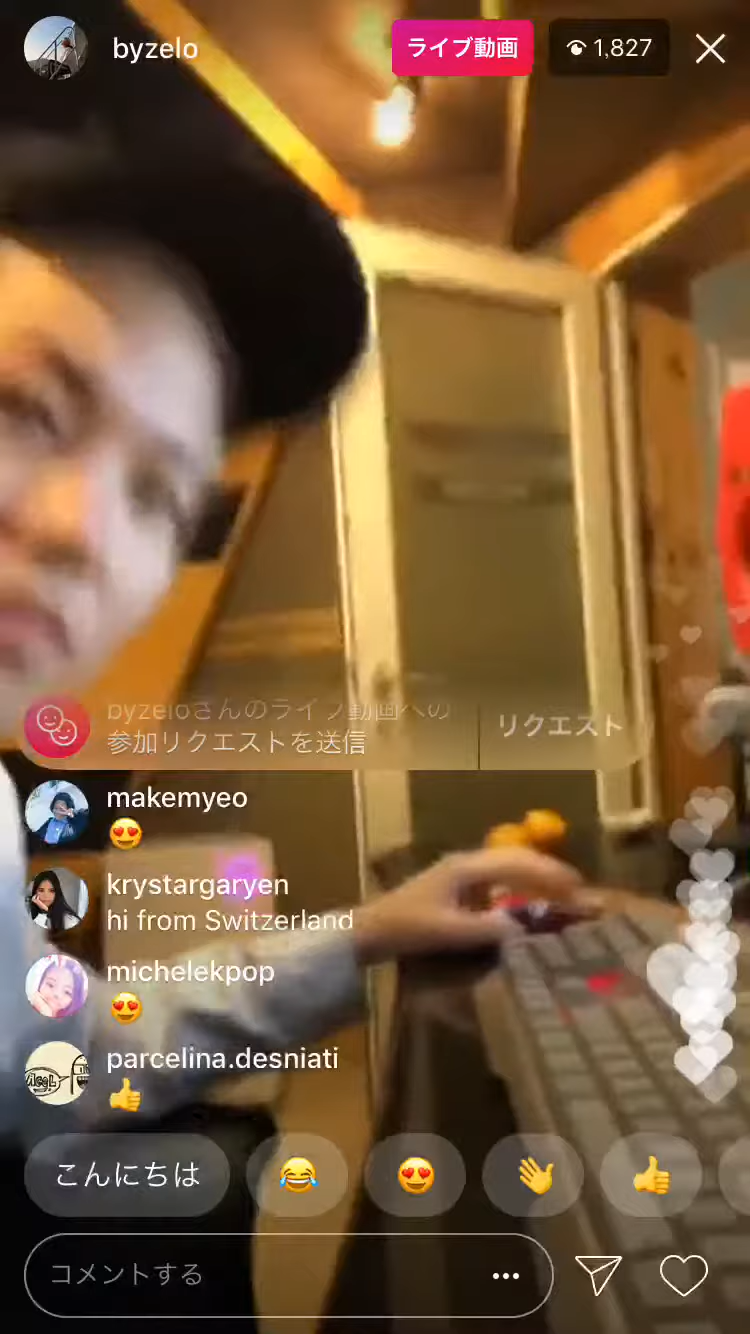 byzelo
ライブ動画
1,827
byzeloさんのライブ動画への
参加リクエストを送信
リクエスト
makemyeo
😍
krystargaryen
hi from Switzerland
michelekpop
😍
parcelina.desniati
👍
こんにちは 😂 😍 👋 👍
コメントする